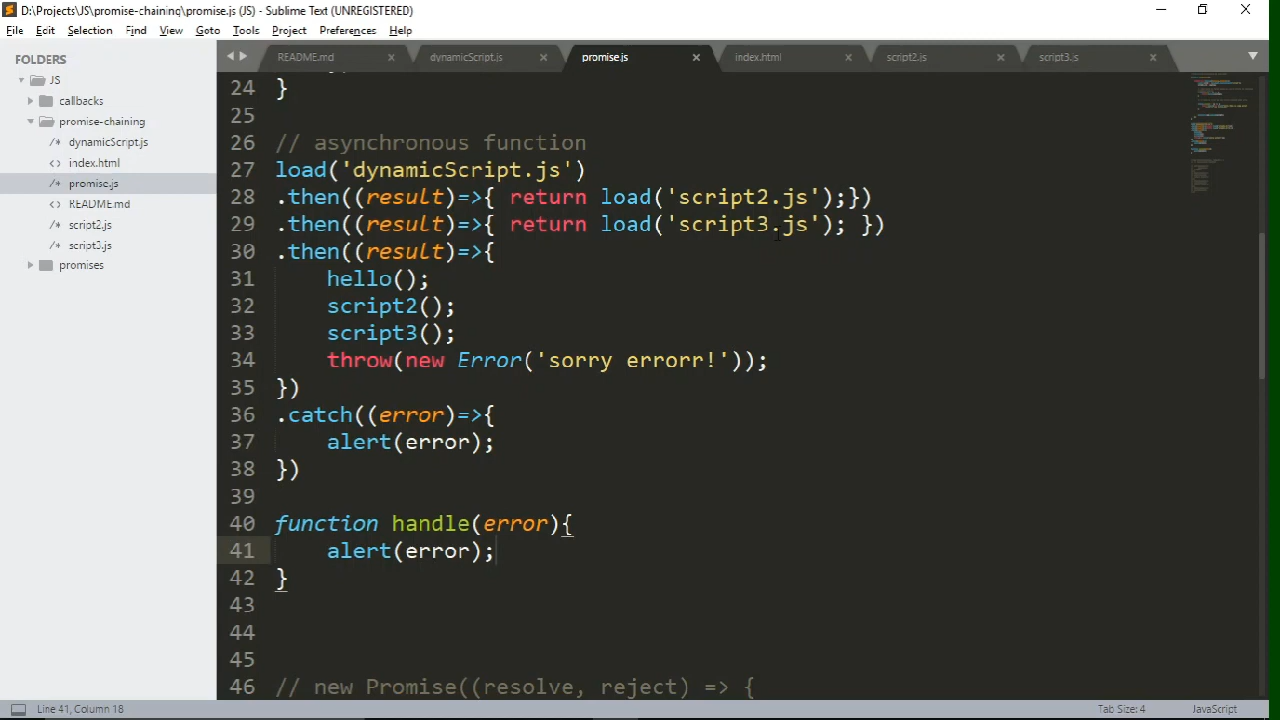 D:\Projects\JS\promise-chaining\promise.js (JS) - Sublime Text (UNREGISTERED)
File Edit Selection Find View Goto Tools Project Preferences Help
FOLDERS
JS
callbacks
promise-chaining
dynamicScript.js
index.html
promise.js
README.md
script2.js
script3.js
promises
README.md dynamicScript.js promise.js index.html script2.js script3.js
24 }
25
26 // asynchronous function
27 load('dynamicScript.js')
28 .then((result)=>{ return load('script2.js');})
29 .then((result)=>{ return load('script3.js'); })
30 .then((result)=>{
31 hello();
32 script2();
33 script3();
34 throw(new Error('sorry errorr!'));
35 })
36 .catch((error)=>{
37 alert(error);
38 })
39
40 function handle(error){
41 alert(error);
42 }
43
44
45
46 // new Promise((resolve, reject) => {
Line 41, Column 18
Tab Size: 4
JavaScript